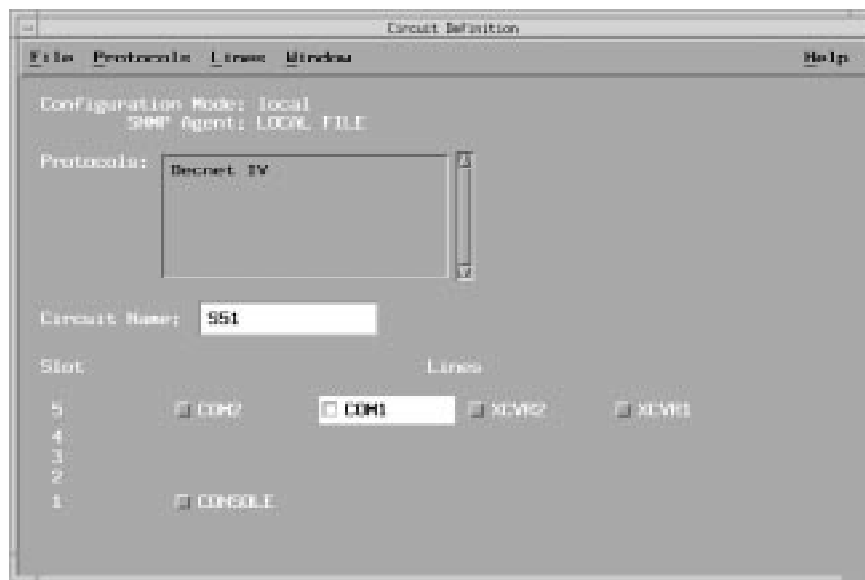 Circuit Definition
File Protocols Lines Window Help
Configuration Mode: local
SNMP Agent: LOCAL FILE
Protocols:
Decnet IV
Circuit Name: S51
Slot Lines
5 COM2 COM1 XCVR2 XCVR1
4
3
2
1 CONSOLE